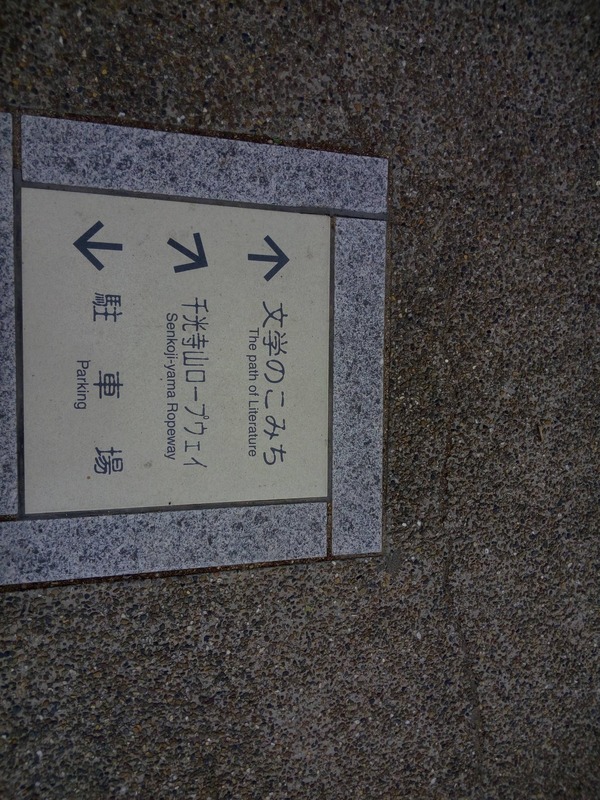 文学のこみち
The path of Literature
千光寺山ロープウェイ
Senkoji-yama Ropeway
駐車場
Parking